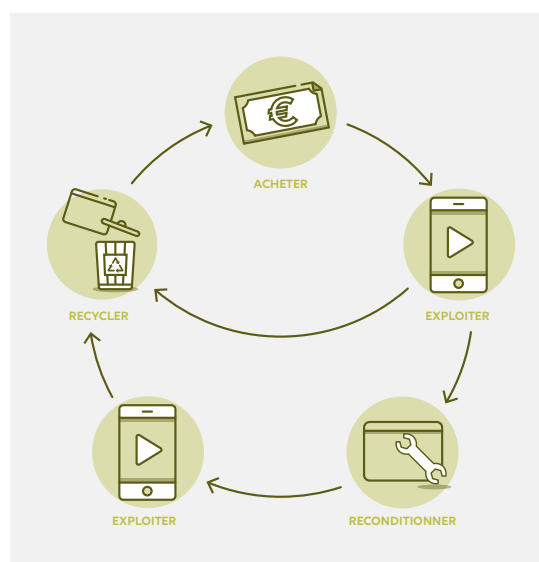 ACHETER
RECYCLER
EXPLOITER
EXPLOITER
RECONDITIONNER